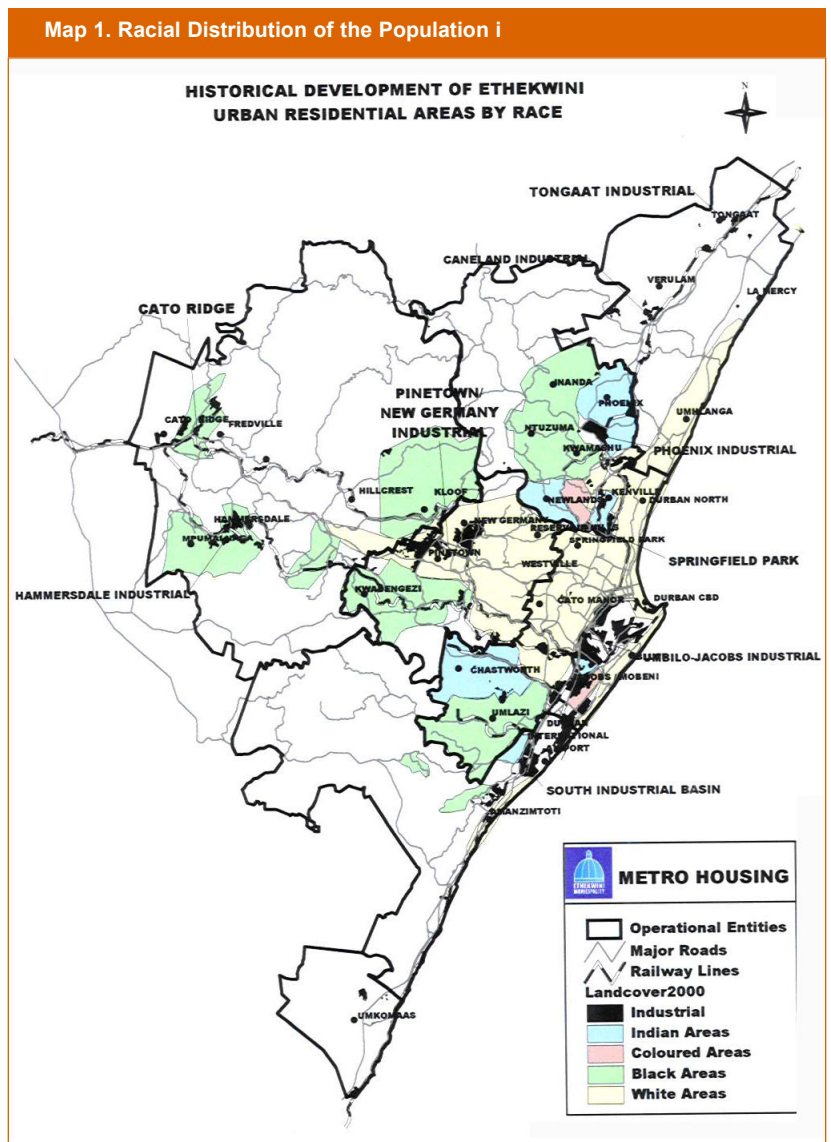 Map 1. Racial Distribution of the Population i
HISTORICAL DEVELOPMENT OF ETHEKWINI
URBAN RESIDENTIAL AREAS BY RACE
N
TONGAAT INDUSTRIAL
TONGAAT
CANELAND INDUSTRIAL
VERULAM
LA MERCY
CATO RIDGE
INANDA
PINETOWN/
NEW GERMANY
INDUSTRIAL
PHOENIX
UMHLANGA
CATO RIDGE
FREDVILLE
NTUZUMA
KWAMASHU
PHOENIX INDUSTRIAL
HILLCREST
KLOOF
NEWLANDS
KENVILLE
DURBAN NORTH
HAMMERSDALE
NEW GERMANY
RESERVOIR HILLS
MPUMALANGA
SPRINGFIELD PARK
PINETOWN
WESTVILLE
SPRINGFIELD PARK
KWADENGEZI
HAMMERSDALE INDUSTRIAL
CATO MANOR
DURBAN CBD
UMBILO-JACOBS INDUSTRIAL
CHASTWORTH
JOBS / MOBENI
UMLAZI
DURBAN
INTERNATIONAL
AIRPORT
SOUTH INDUSTRIAL BASIN
AMANZIMTOTI
UMKOMAAS
ETHEKWINI
MUNICIPALITY
METRO HOUSING
Operational Entities
Major Roads
Railway Lines
Landcover2000
Industrial
Indian Areas
Coloured Areas
Black Areas
White Areas